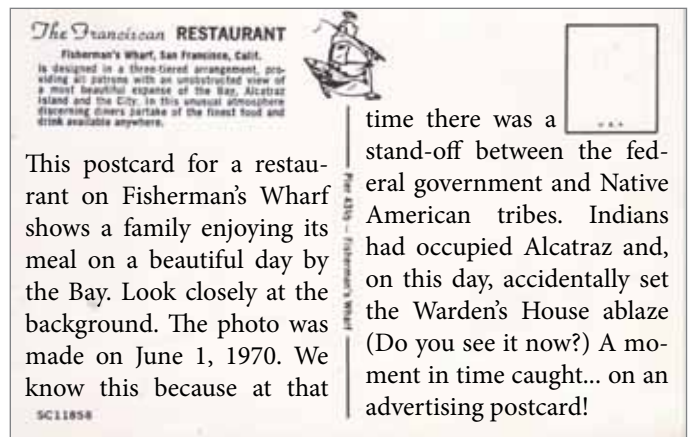 The Franciscan RESTAURANT
Fisherman's Wharf, San Francisco, Calif.
is designed in a three-tiered arrangement, pro-
viding all patrons with an unobstructed view of
a most beautiful expanse of the Bay, Alcatraz
Island and the City. In this unusual atmosphere
discerning diners partake of the finest food and
drink available anywhere.
This postcard for a restau-
rant on Fisherman's Wharf
shows a family enjoying its
meal on a beautiful day by
the Bay. Look closely at the
background. The photo was
made on June 1, 1970. We
know this because at that
SC11858
Pier 43½ — Fisherman's Wharf
time there was a
stand-off between the fed-
eral government and Native
American tribes. Indians
had occupied Alcatraz and,
on this day, accidentally set
the Warden's House ablaze
(Do you see it now?) A mo-
ment in time caught... on an
advertising postcard!